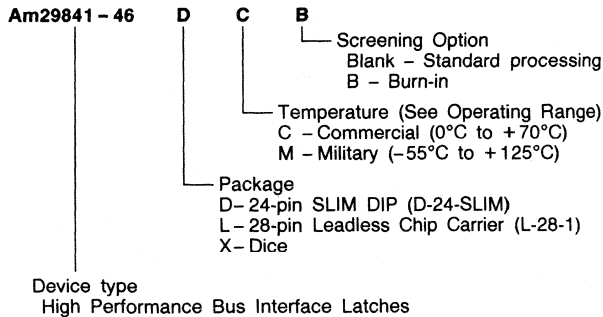 Am29841-46 D C B
Screening Option
Blank – Standard processing
B – Burn-in
Temperature (See Operating Range)
C – Commercial (0°C to +70°C)
M – Military (–55°C to +125°C)
Package
D– 24-pin SLIM DIP (D-24-SLIM)
L – 28-pin Leadless Chip Carrier (L-28-1)
X– Dice
Device type
High Performance Bus Interface Latches